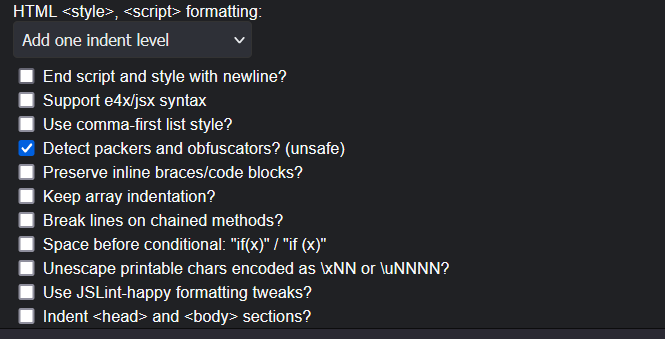 HTML <style>, <script> formatting:
Add one indent level
End script and style with newline?
Support e4x/jsx syntax
Use comma-first list style?
Detect packers and obfuscators? (unsafe)
Preserve inline braces/code blocks?
Keep array indentation?
Break lines on chained methods?
Space before conditional: "if(x)" / "if (x)"
Unescape printable chars encoded as \xNN or \uNNNN?
Use JSLint-happy formatting tweaks?
Indent <head> and <body> sections?